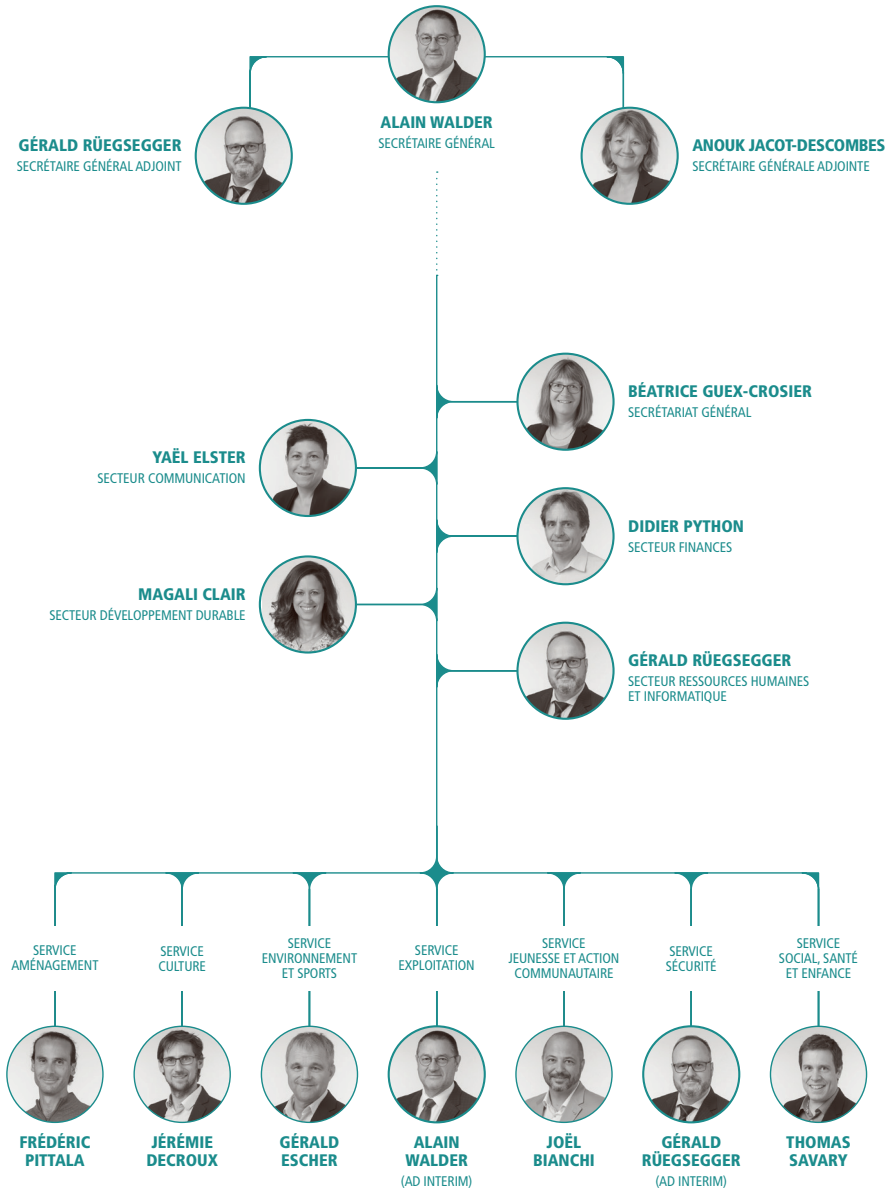 ALAIN WALDER
SECRÉTAIRE GÉNÉRAL
GÉRALD RÜEGSEGGER
SECRÉTAIRE GÉNÉRAL ADJOINT
ANOUK JACOT-DESCOMBES
SECRÉTAIRE GÉNÉRALE ADJOINTE
BÉATRICE GUEX-CROSIER
SECRÉTARIAT GÉNÉRAL
YAËL ELSTER
SECTEUR COMMUNICATION
DIDIER PYTHON
SECTEUR FINANCES
MAGALI CLAIR
SECTEUR DÉVELOPPEMENT DURABLE
GÉRALD RÜEGSEGGER
SECTEUR RESSOURCES HUMAINES
ET INFORMATIQUE
SERVICE
AMÉNAGEMENT
FRÉDÉRIC
PITTALA
SERVICE
CULTURE
JÉRÉMIE
DECROUX
SERVICE
ENVIRONNEMENT
ET SPORTS
GÉRALD
ESCHER
SERVICE
EXPLOITATION
ALAIN
WALDER
(AD INTERIM)
SERVICE
JEUNESSE ET ACTION
COMMUNAUTAIRE
JOËL
BIANCHI
SERVICE
SÉCURITÉ
GÉRALD
RÜEGSEGGER
(AD INTERIM)
SERVICE
SOCIAL, SANTÉ
ET ENFANCE
THOMAS
SAVARY